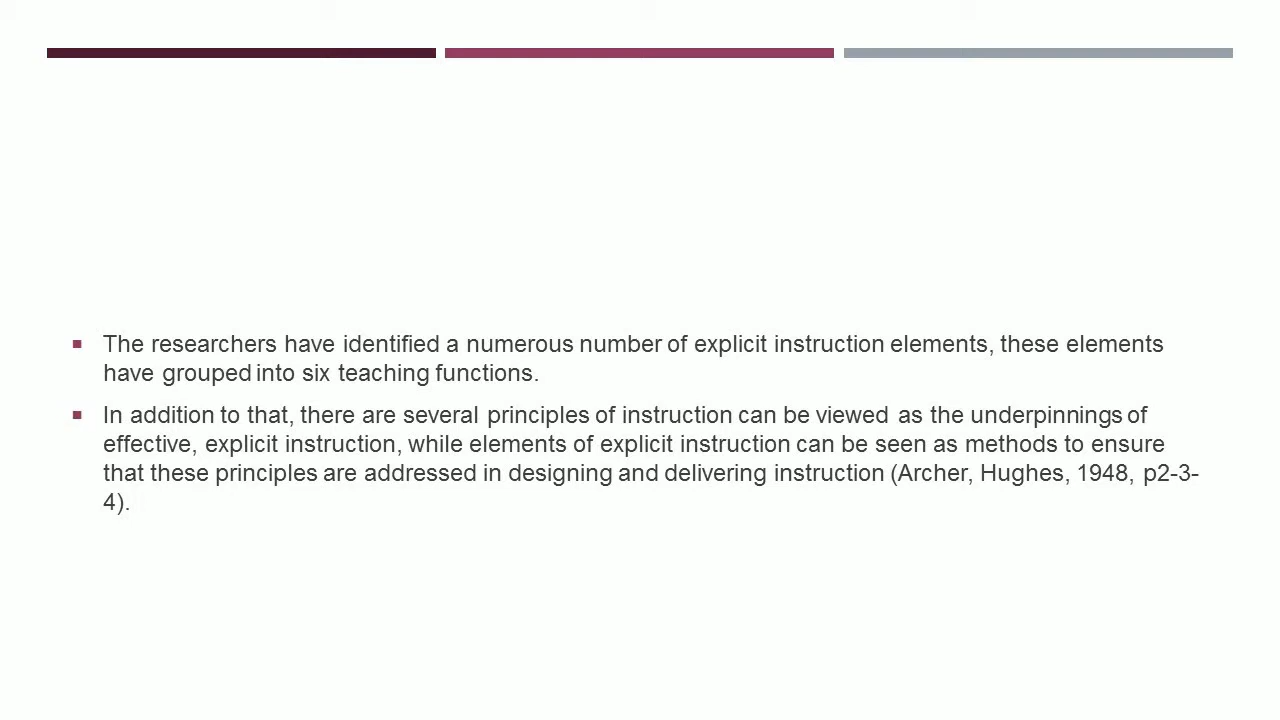 The researchers have identified a numerous number of explicit instruction elements, these elements
have grouped into six teaching functions.
In addition to that, there are several principles of instruction can be viewed as the underpinnings of
effective, explicit instruction, while elements of explicit instruction can be seen as methods to ensure
that these principles are addressed in designing and delivering instruction (Archer, Hughes, 1948, p2-3-
4).